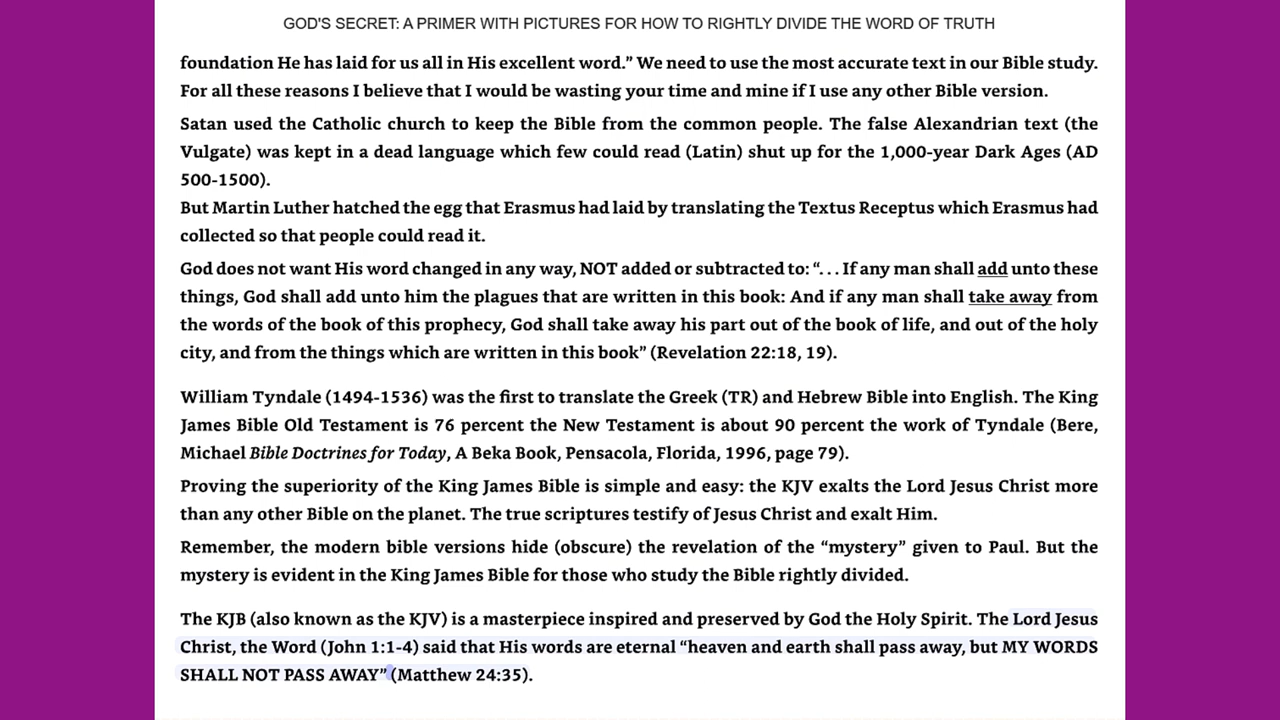 GOD'S SECRET: A PRIMER WITH PICTURES FOR HOW TO RIGHTLY DIVIDE THE WORD OF TRUTH
foundation He has laid for us all in His excellent word.” We need to use the most accurate text in our Bible study.
For all these reasons I believe that I would be wasting your time and mine if I use any other Bible version.
Satan used the Catholic church to keep the Bible from the common people. The false Alexandrian text (the
Vulgate) was kept in a dead language which few could read (Latin) shut up for the 1,000-year Dark Ages (AD
500-1500).
But Martin Luther hatched the egg that Erasmus had laid by translating the Textus Receptus which Erasmus had
collected so that people could read it.
God does not want His word changed in any way, NOT added or subtracted to: “. . . If any man shall add unto these
things, God shall add unto him the plagues that are written in this book: And if any man shall take away from
the words of the book of this prophecy, God shall take away his part out of the book of life, and out of the holy
city, and from the things which are written in this book” (Revelation 22:18, 19).
William Tyndale (1494-1536) was the first to translate the Greek (TR) and Hebrew Bible into English. The King
James Bible Old Testament is 76 percent the New Testament is about 90 percent the work of Tyndale (Bere,
Michael Bible Doctrines for Today, A Beka Book, Pensacola, Florida, 1996, page 79).
Proving the superiority of the King James Bible is simple and easy: the KJV exalts the Lord Jesus Christ more
than any other Bible on the planet. The true scriptures testify of Jesus Christ and exalt Him.
Remember, the modern bible versions hide (obscure) the revelation of the “mystery” given to Paul. But the
mystery is evident in the King James Bible for those who study the Bible rightly divided.
The KJB (also known as the KJV) is a masterpiece inspired and preserved by God the Holy Spirit. The Lord Jesus
Christ, the Word (John 1:1-4) said that His words are eternal “heaven and earth shall pass away, but MY WORDS
SHALL NOT PASS AWAY” (Matthew 24:35).